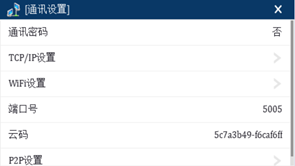 [通讯设置]
通讯密码 否
TCP/IP设置
WiFi设置
端口号 5005
云码 5c7a3b49-f6caf6ff
P2P设置